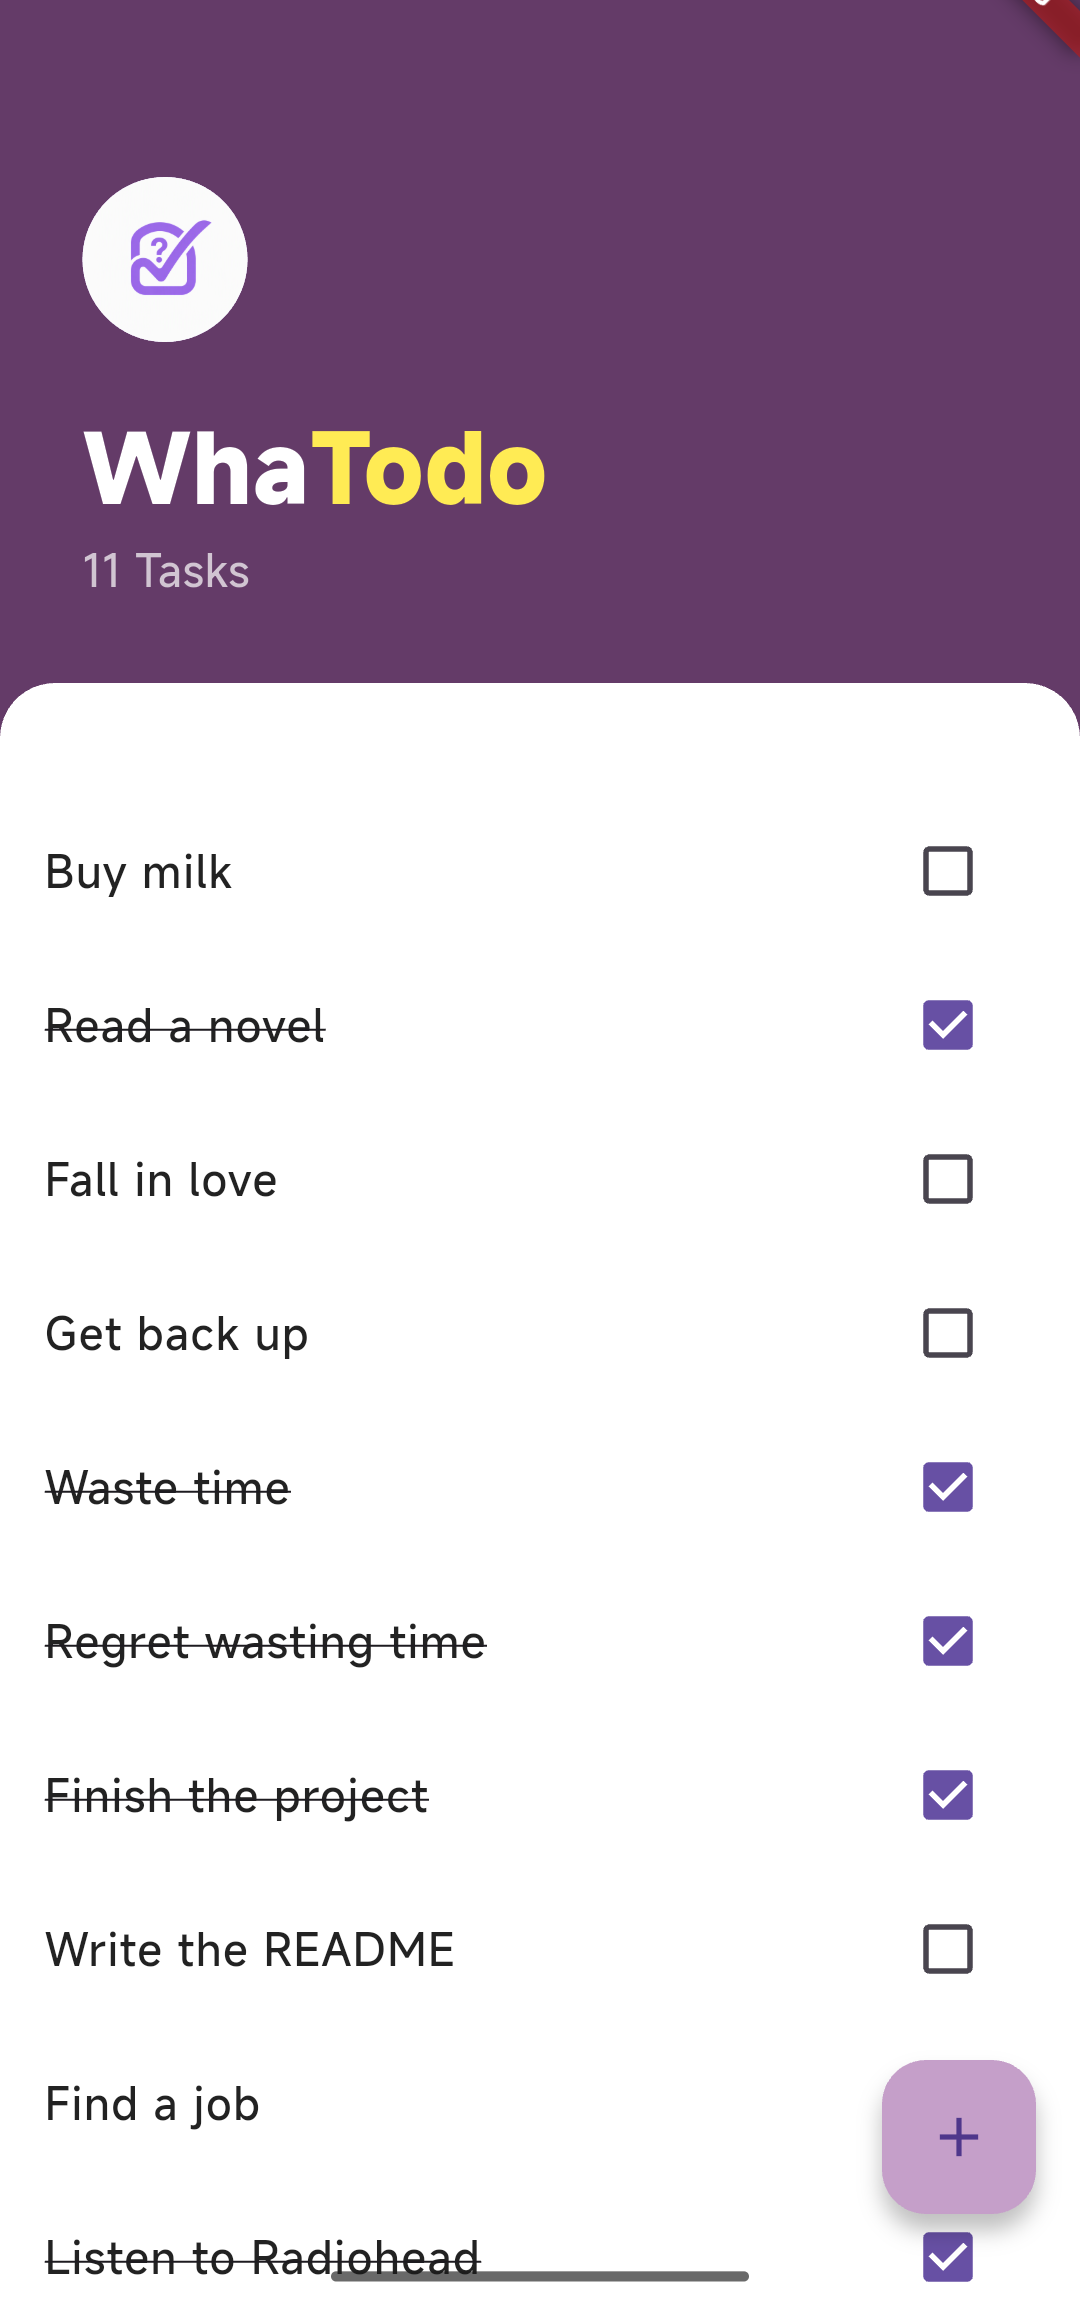 ?
WhaTodo
11 Tasks
Buy milk
Read a novel
Fall in love
Get back up
Waste time
Regret wasting time
Finish the project
Write the README
Find a job
Listen to Radiohead